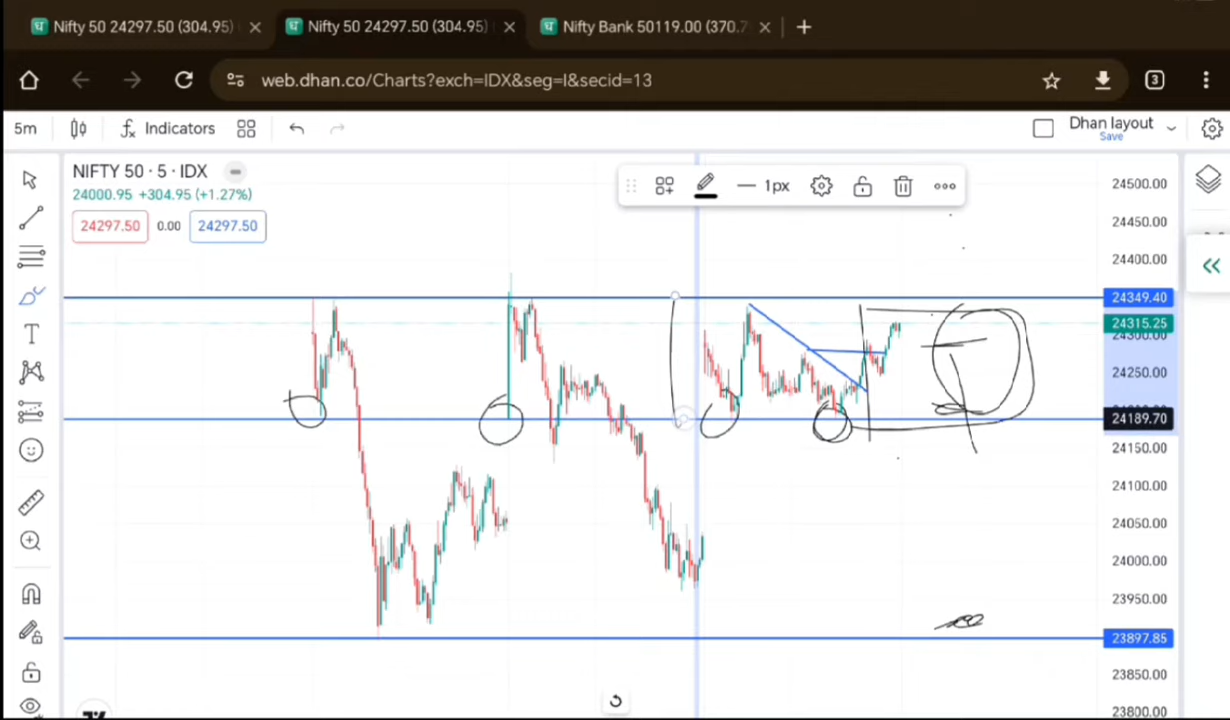 Nifty 50 24297.50 (304.95) Nifty 50 24297.50 (304.95) Nifty Bank 50119.00 (370.7
web.dhan.co/Charts?exch=IDX&seg=I&secid=13 3
5m Indicators Dhan layout
Save
NIFTY 50 · 5 · IDX
24000.95 +304.95 (+1.27%)
24297.50 0.00 24297.50
1px
24500.00
24450.00
24400.00
24349.40
24315.25
24300.00
24250.00
24189.70
24150.00
24100.00
24050.00
24000.00
23950.00
23897.85
23850.00
23800.00